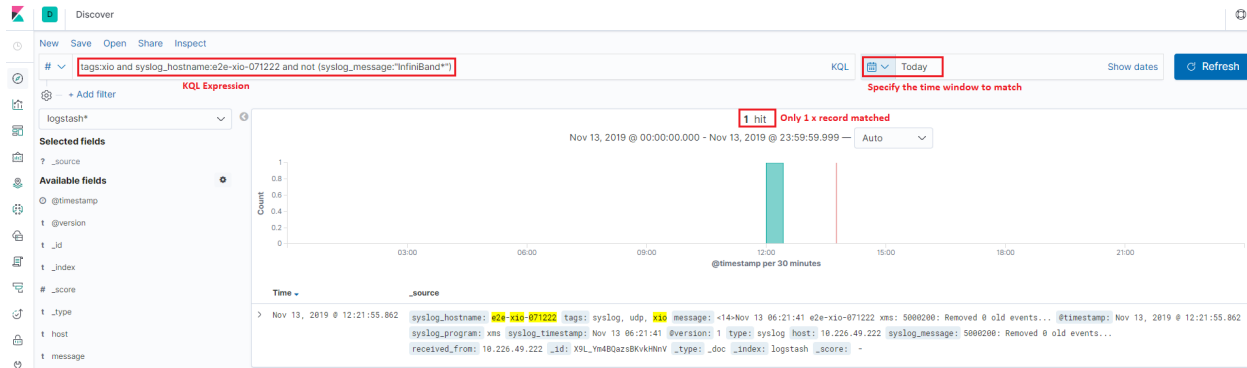 D Discover
New Save Open Share Inspect
# tags:xio and syslog_hostname:e2e-xio-071222 and not (syslog_message:"InfiniBand*") KQL Today Show dates Refresh
KQL Expression
Specify the time window to match
+ Add filter
logstash*
1 hit Only 1 x record matched
Nov 13, 2019 @ 00:00:00.000 - Nov 13, 2019 @ 23:59:59.999 — Auto
Selected fields
? _source
Available fields
@timestamp
t @version
t _id
t _index
# _score
t _type
t host
t message
Count
1
0.8
0.6
0.4
0.2
0
03:00 06:00 09:00 12:00 15:00 18:00 21:00
@timestamp per 30 minutes
Time _source
Nov 13, 2019 @ 12:21:55.862 syslog_hostname: e2e-xio-071222 tags: syslog, udp, xio message: <14>Nov 13 06:21:41 e2e-xio-071222 xms: 5000200: Removed 0 old events... @timestamp: Nov 13, 2019 @ 12:21:55.862
syslog_program: xms syslog_timestamp: Nov 13 06:21:41 @version: 1 type: syslog host: 10.226.49.222 syslog_message: 5000200: Removed 0 old events...
received_from: 10.226.49.222 _id: X9L_Ym4BQazsBKvkHNnV _type: _doc _index: logstash _score: -